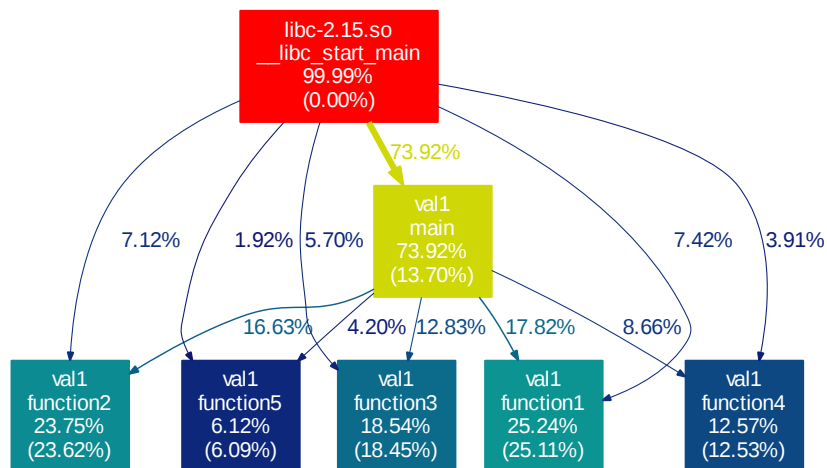 libc-2.15.so
__libc_start_main
99.99%
(0.00%)
73.92%
val1
main
73.92%
(13.70%)
7.12%
1.92%
5.70%
7.42%
3.91%
16.63%
4.20%
12.83%
17.82%
8.66%
val1
function2
23.75%
(23.62%)
val1
function5
6.12%
(6.09%)
val1
function3
18.54%
(18.45%)
val1
function1
25.24%
(25.11%)
val1
function4
12.57%
(12.53%)